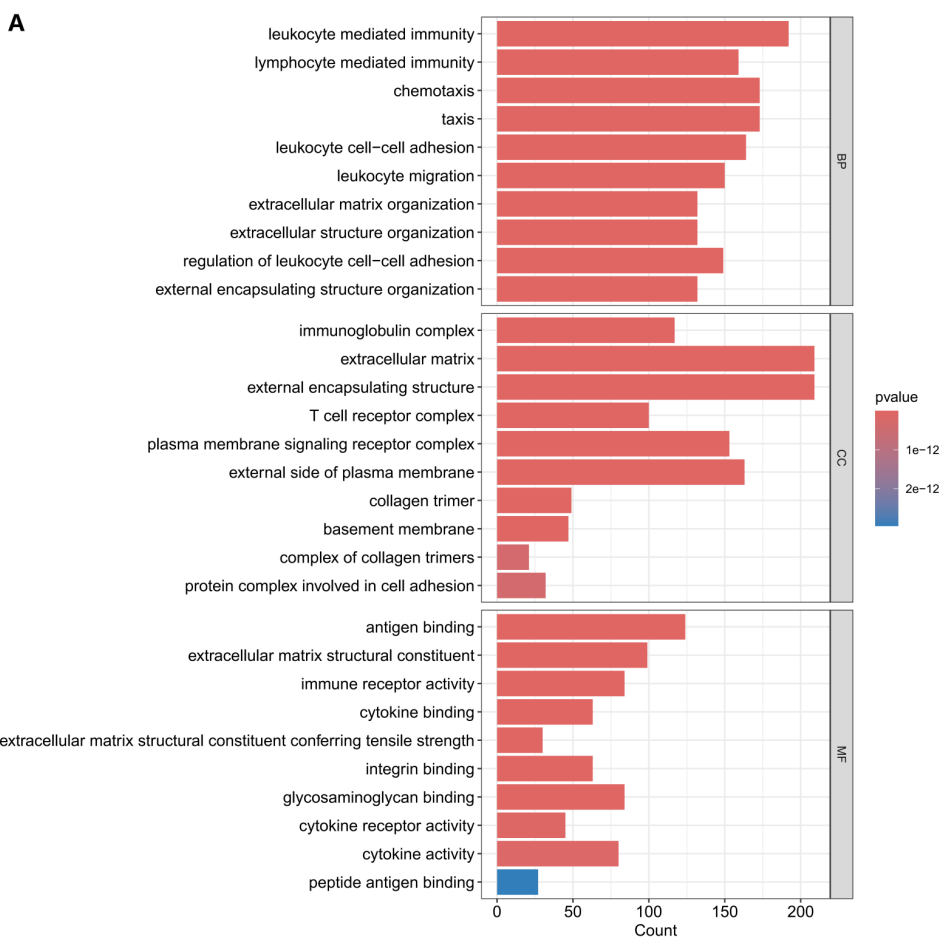 A
leukocyte mediated immunity
lymphocyte mediated immunity
chemotaxis
taxis
leukocyte cell−cell adhesion
leukocyte migration
extracellular matrix organization
extracellular structure organization
regulation of leukocyte cell−cell adhesion
external encapsulating structure organization
BP
immunoglobulin complex
extracellular matrix
external encapsulating structure
T cell receptor complex
plasma membrane signaling receptor complex
external side of plasma membrane
collagen trimer
basement membrane
complex of collagen trimers
protein complex involved in cell adhesion
CC
antigen binding
extracellular matrix structural constituent
immune receptor activity
cytokine binding
extracellular matrix structural constituent conferring tensile strength
integrin binding
glycosaminoglycan binding
cytokine receptor activity
cytokine activity
peptide antigen binding
MF
0 50 100 150 200
Count
pvalue
1e−12
2e−12